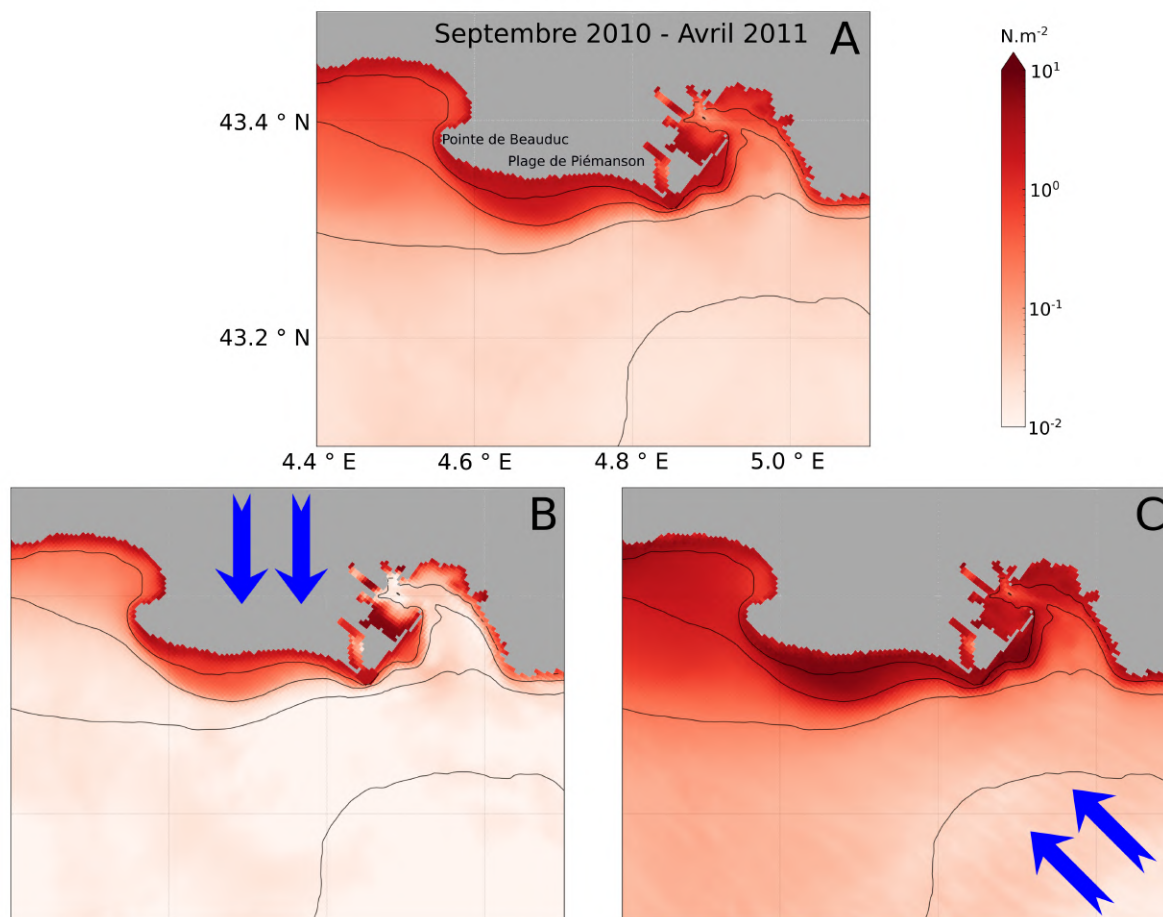 Septembre 2010 - Avril 2011
A
N.m⁻²
10¹
10⁰
10⁻¹
10⁻²
43.4 ° N
43.2 ° N
Pointe de Beauduc
Plage de Piémanson
4.4 ° E
4.6 ° E
4.8 ° E
5.0 ° E
B
C